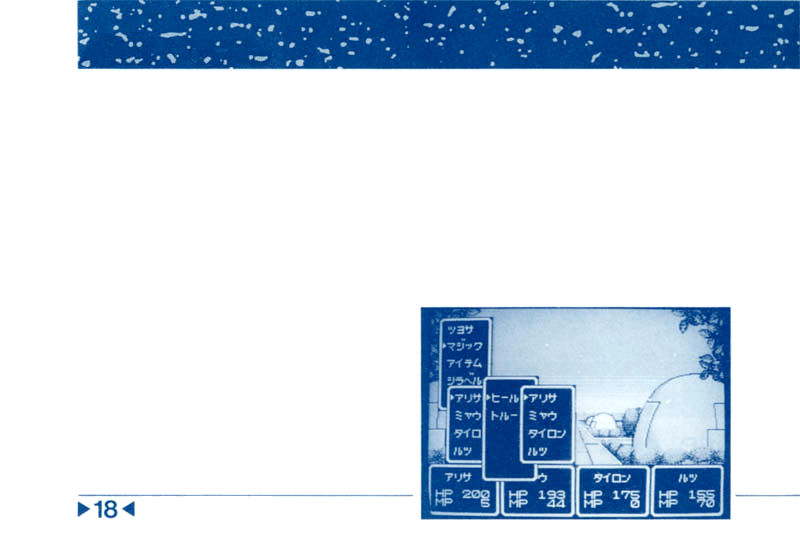 ツヨサ
マジック
アイテム
シラベル
アリサ
ミャウ
タイロ
ルツ
ヒール
トルー
アリサ
ミャウ
タイロン
ルツ
アリサ
HP 200
MP 5
ウ
HP 193
MP 44
タイロン
HP 175
MP 0
ルツ
HP 155
MP 70
18